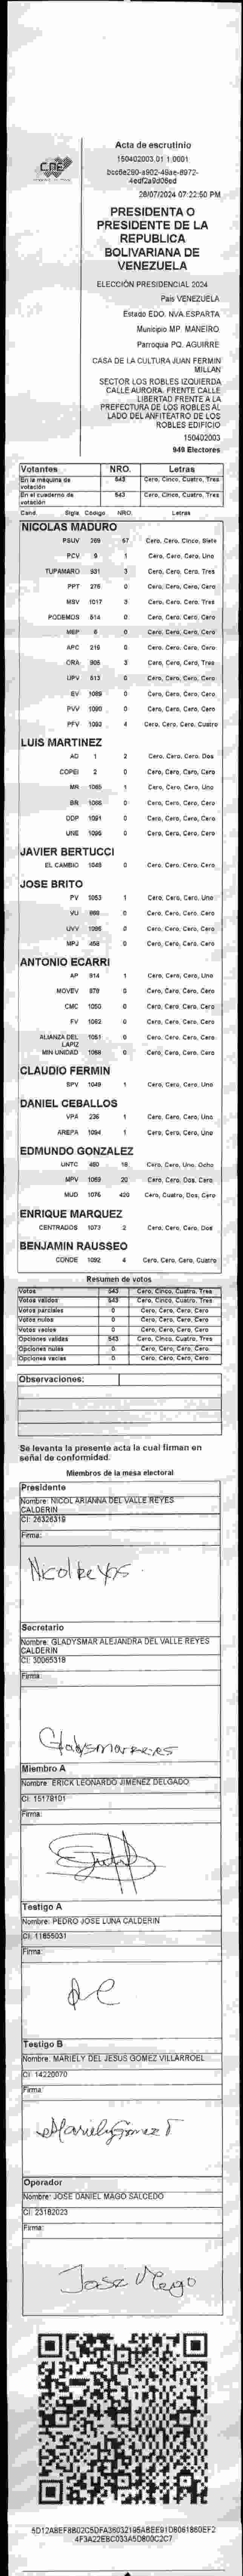 CNE
Acta de escrutinio
150402003.01.1.0001
28/07/2024 07:22:50 PM
PRESIDENTA O
PRESIDENTE DE LA
REPUBLICA
BOLIVARIANA DE
VENEZUELA
ELECCIÓN PRESIDENCIAL 2024
País VENEZUELA
Estado EDO. NVA.ESPARTA
Municipio MP. MANEIRO
Parroquia PQ. AGUIRRE
CASA DE LA CULTURA JUAN FERMIN
MILLAN
SECTOR LOS ROBLES IZQUIERDA
CALLE AURORA. FRENTE CALLE
LIBERTAD FRENTE A LA
PREFECTURA DE LOS ROBLES AL
LADO DEL ANFITEATRO DE LOS
ROBLES EDIFICIO
150402003
949 Electores
Votantes NRO. Letras
En la máquina de votación 543 Cero, Cinco, Cuatro, Tres
En el cuaderno de votación 543 Cero, Cinco, Cuatro, Tres
Cand. Sigla Código NRO. Letras
NICOLAS MADURO
PSUV 269 57 Cero, Cero, Cinco, Siete
PCV 9 1 Cero, Cero, Cero, Uno
TUPAMARO 931 3 Cero, Cero, Cero, Tres
PPT 276 0 Cero, Cero, Cero, Cero
MSV 1017 3 Cero, Cero, Cero, Tres
PODEMOS 514 0 Cero, Cero, Cero, Cero
MEP 6 0 Cero, Cero, Cero, Cero
APC 219 0 Cero, Cero, Cero, Cero
ORA 905 3 Cero, Cero, Cero, Tres
UPV 513 0 Cero, Cero, Cero, Cero
EV 1089 0 Cero, Cero, Cero, Cero
PVV 1090 0 Cero, Cero, Cero, Cero
PFV 1093 4 Cero, Cero, Cero, Cuatro
LUIS MARTINEZ
AD 1 2 Cero, Cero, Cero, Dos
COPEI 2 0 Cero, Cero, Cero, Cero
MR 1065 1 Cero, Cero, Cero, Uno
BR 1066 0 Cero, Cero, Cero, Cero
DDP 1091 0 Cero, Cero, Cero, Cero
UNE 1095 0 Cero, Cero, Cero, Cero
JAVIER BERTUCCI
EL CAMBIO 1045 0 Cero, Cero, Cero, Cero
JOSE BRITO
PV 1053 1 Cero, Cero, Cero, Uno
VU 0 Cero, Cero, Cero, Cero
UVV 1096 0 Cero, Cero, Cero, Cero
MPJ 458 0 Cero, Cero, Cero, Cero
ANTONIO ECARRI
AP 914 1 Cero, Cero, Cero, Uno
MOVEV 879 0 Cero, Cero, Cero, Cero
CMC 1050 0 Cero, Cero, Cero, Cero
FV 1062 0 Cero, Cero, Cero, Cero
ALIANZA DEL LAPIZ 1051 0 Cero, Cero, Cero, Cero
MIN UNIDAD 1068 0 Cero, Cero, Cero, Cero
CLAUDIO FERMIN
SPV 1049 1 Cero, Cero, Cero, Uno
DANIEL CEBALLOS
VPA 236 1 Cero, Cero, Cero, Uno
AREPA 1094 1 Cero, Cero, Cero, Uno
EDMUNDO GONZALEZ
UNTC 460 18 Cero, Cero, Uno, Ocho
MPV 1069 20 Cero, Cero, Dos, Cero
MUD 1076 420 Cero, Cuatro, Dos, Cero
ENRIQUE MARQUEZ
CENTRADOS 1073 2 Cero, Cero, Cero, Dos
BENJAMIN RAUSSEO
CONDE 1092 4 Cero, Cero, Cero, Cuatro
Resumen de votos
Votos 543 Cero, Cinco, Cuatro, Tres
Votos válidos 543 Cero, Cinco, Cuatro, Tres
Votos parciales 0 Cero, Cero, Cero, Cero
Votos nulos 0 Cero, Cero, Cero, Cero
Votos vacíos 0 Cero, Cero, Cero, Cero
Opciones válidas 543 Cero, Cinco, Cuatro, Tres
Opciones nulas 0 Cero, Cero, Cero, Cero
Opciones vacías 0 Cero, Cero, Cero, Cero
Observaciones:
Se levanta la presente acta la cual firman en
señal de conformidad.
Miembros de la mesa electoral
Presidente
Nombre: NICOL ARIANNA DEL VALLE REYES
CALDERIN
CI: 26326319
Firma:
Nicol Reyes
Secretario
Nombre: GLADYSMAR ALEJANDRA DEL VALLE REYES
CALDERIN
CI: 30065318
Firma:
Gladysmar Reyes
Miembro A
Nombre: ERICK LEONARDO JIMENEZ DELGADO
CI: 15178101
Firma:
Testigo A
Nombre: PEDRO JOSE LUNA CALDERIN
CI: 11855031
Firma:
Testigo B
Nombre: MARIELY DEL JESUS GOMEZ VILLARROEL
CI: 14220070
Firma:
Mariely Gomez
Operador
Nombre: JOSE DANIEL MAGO SALCEDO
CI: 23182023
Firma:
Jose Mago